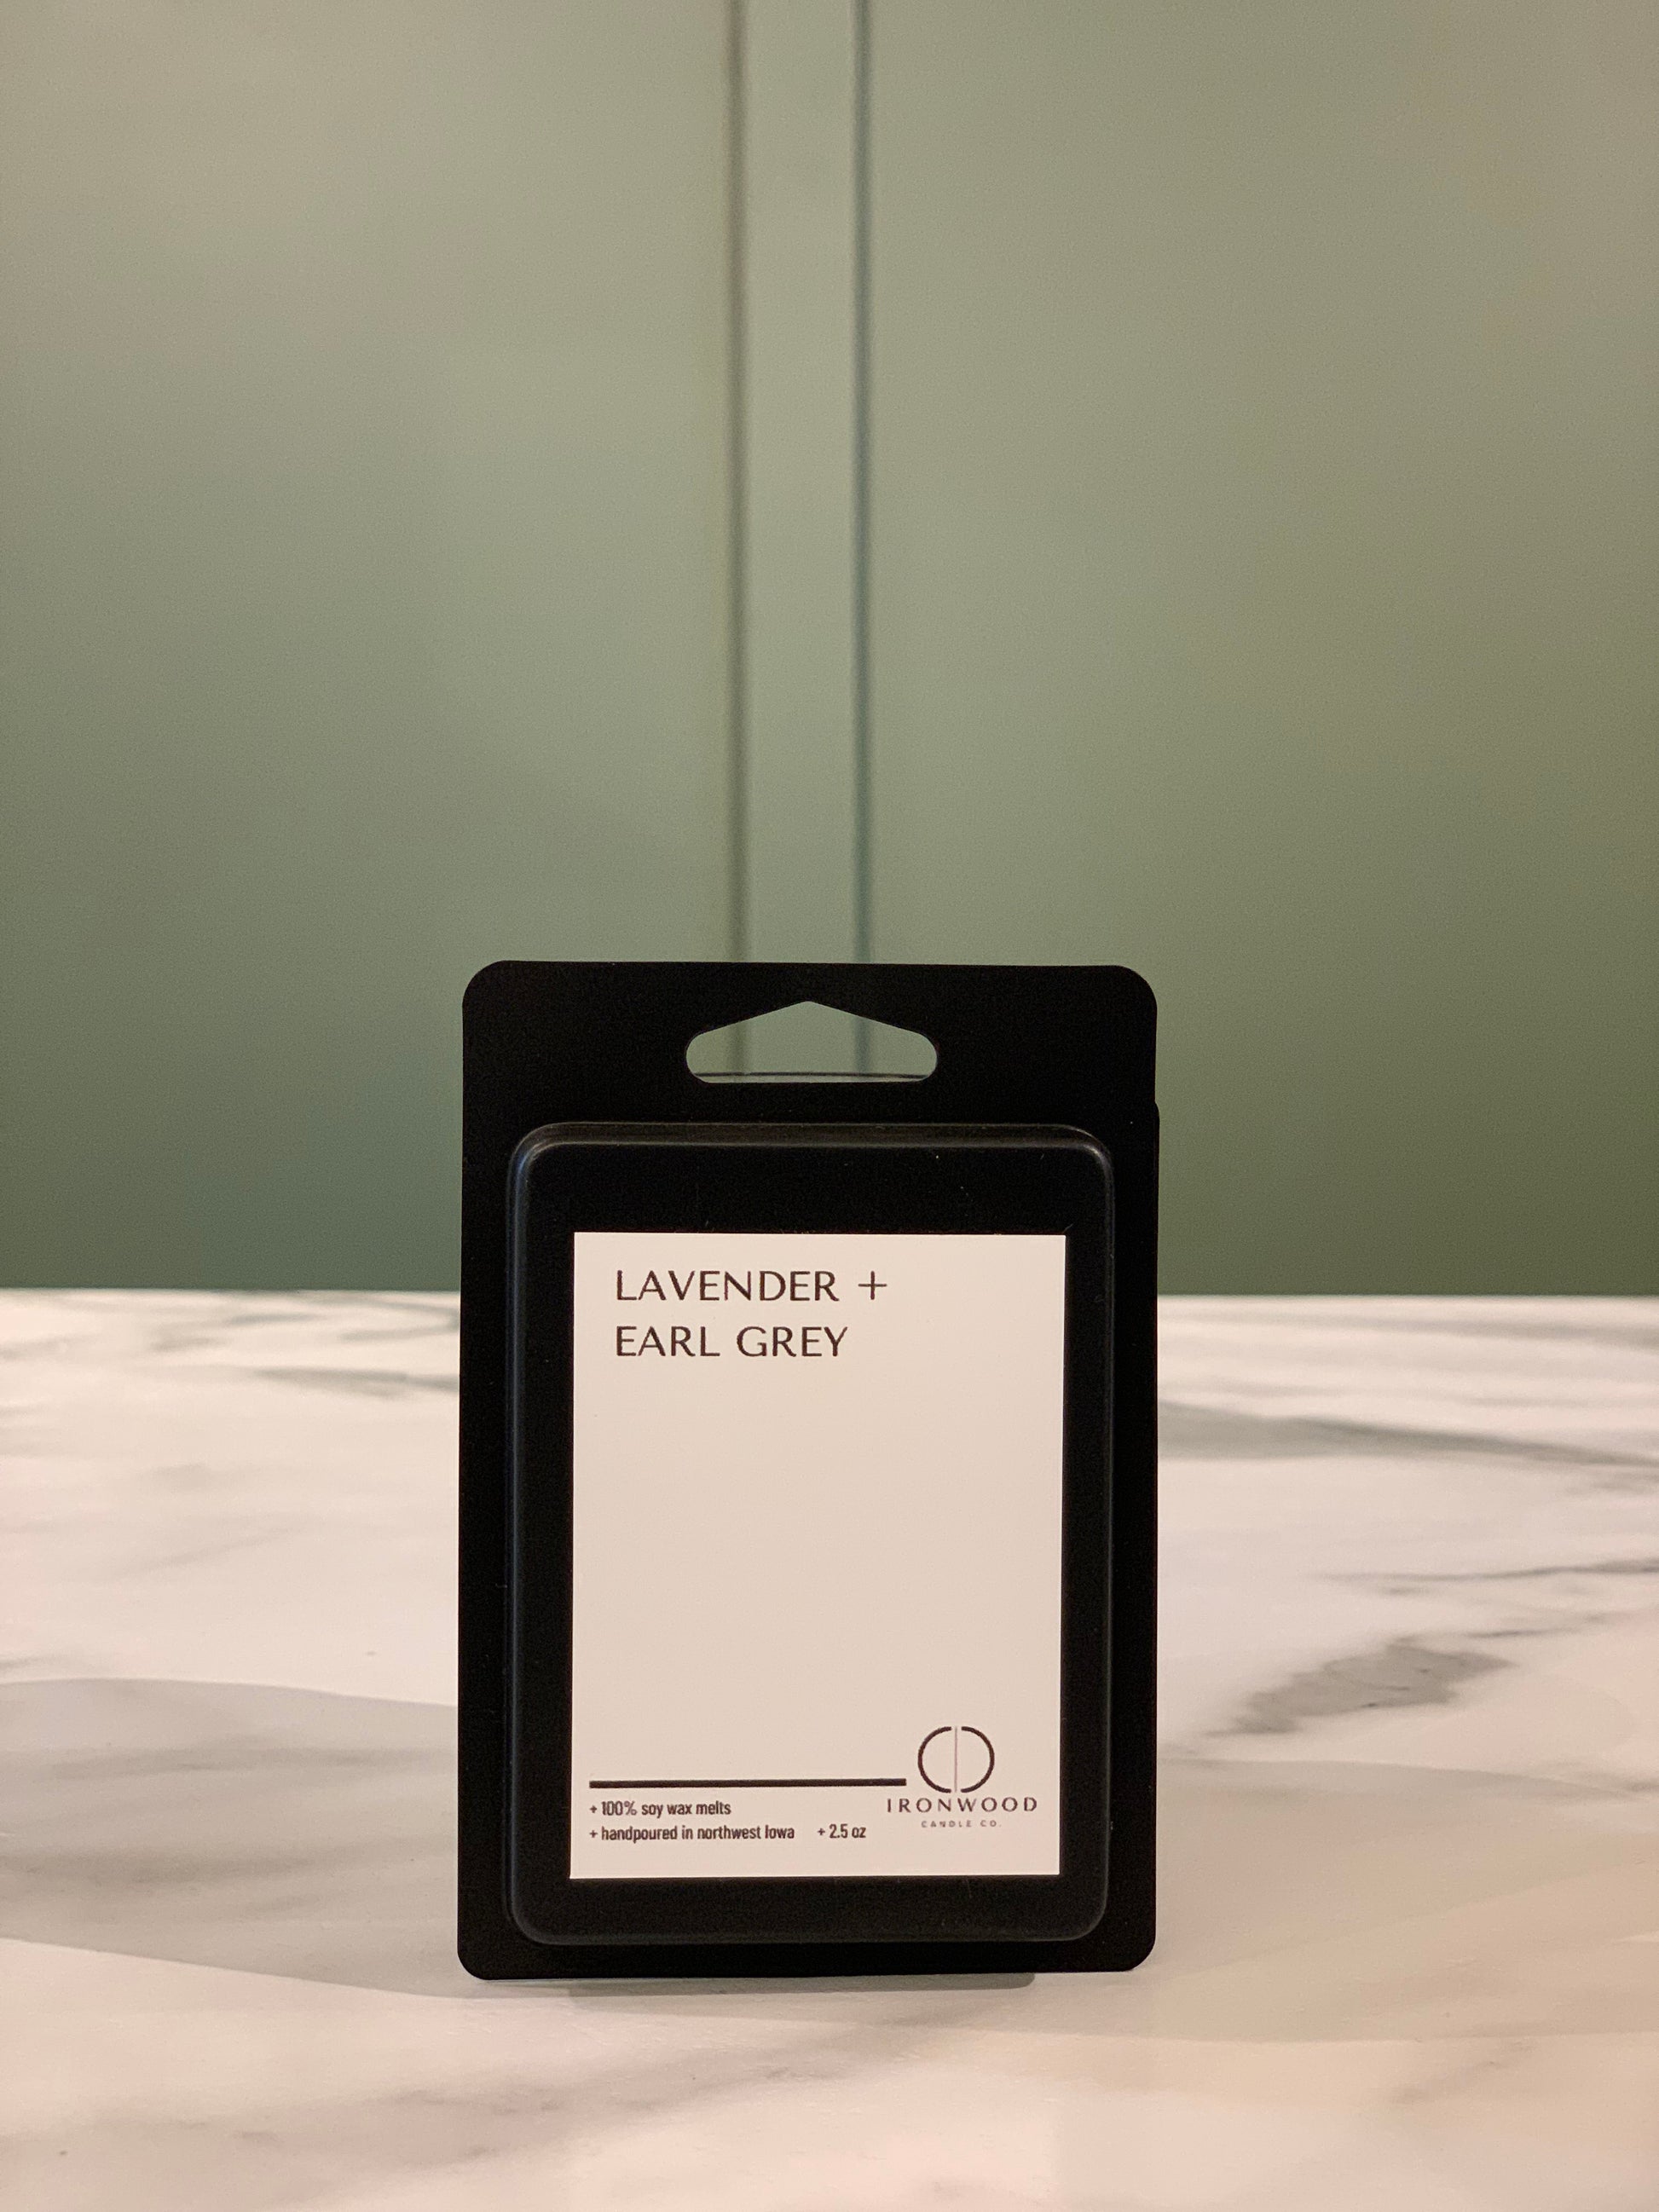 LAVENDER +
EARL GREY
+ 100% soy wax melts
+ handpoured in northwest Iowa + 2.5 oz
IRONWOOD
CANDLE CO.